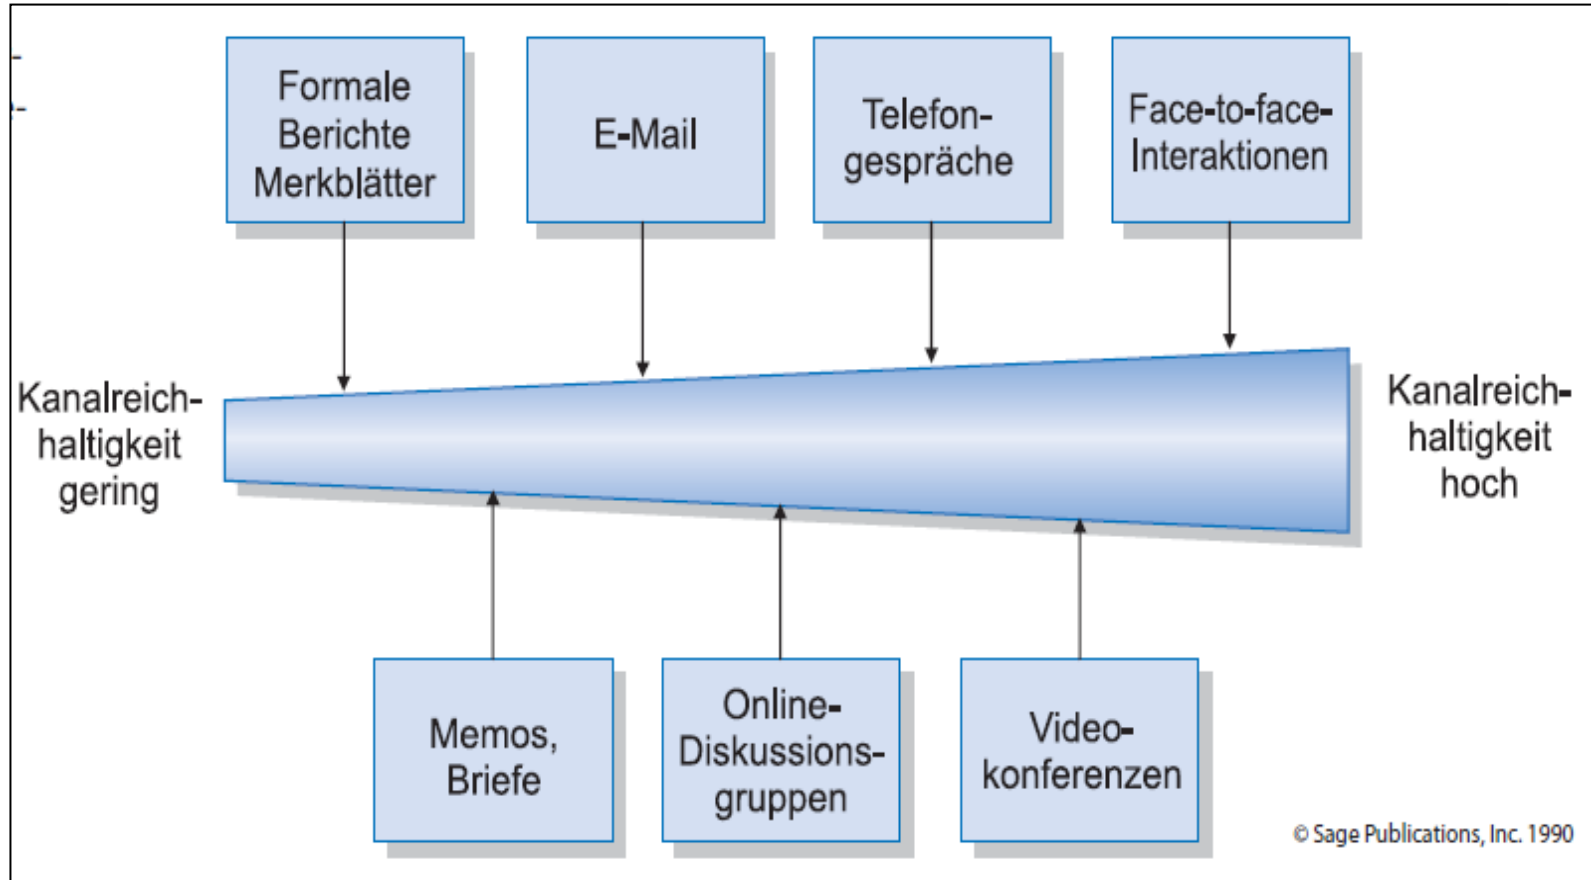 Formale
Berichte
Merkblätter
E-Mail
Telefon-
gespräche
Face-to-face-
Interaktionen
Kanalreich-
haltigkeit
gering
Kanalreich-
haltigkeit
hoch
Memos,
Briefe
Online-
Diskussions-
gruppen
Video-
konferenzen
© Sage Publications, Inc. 1990